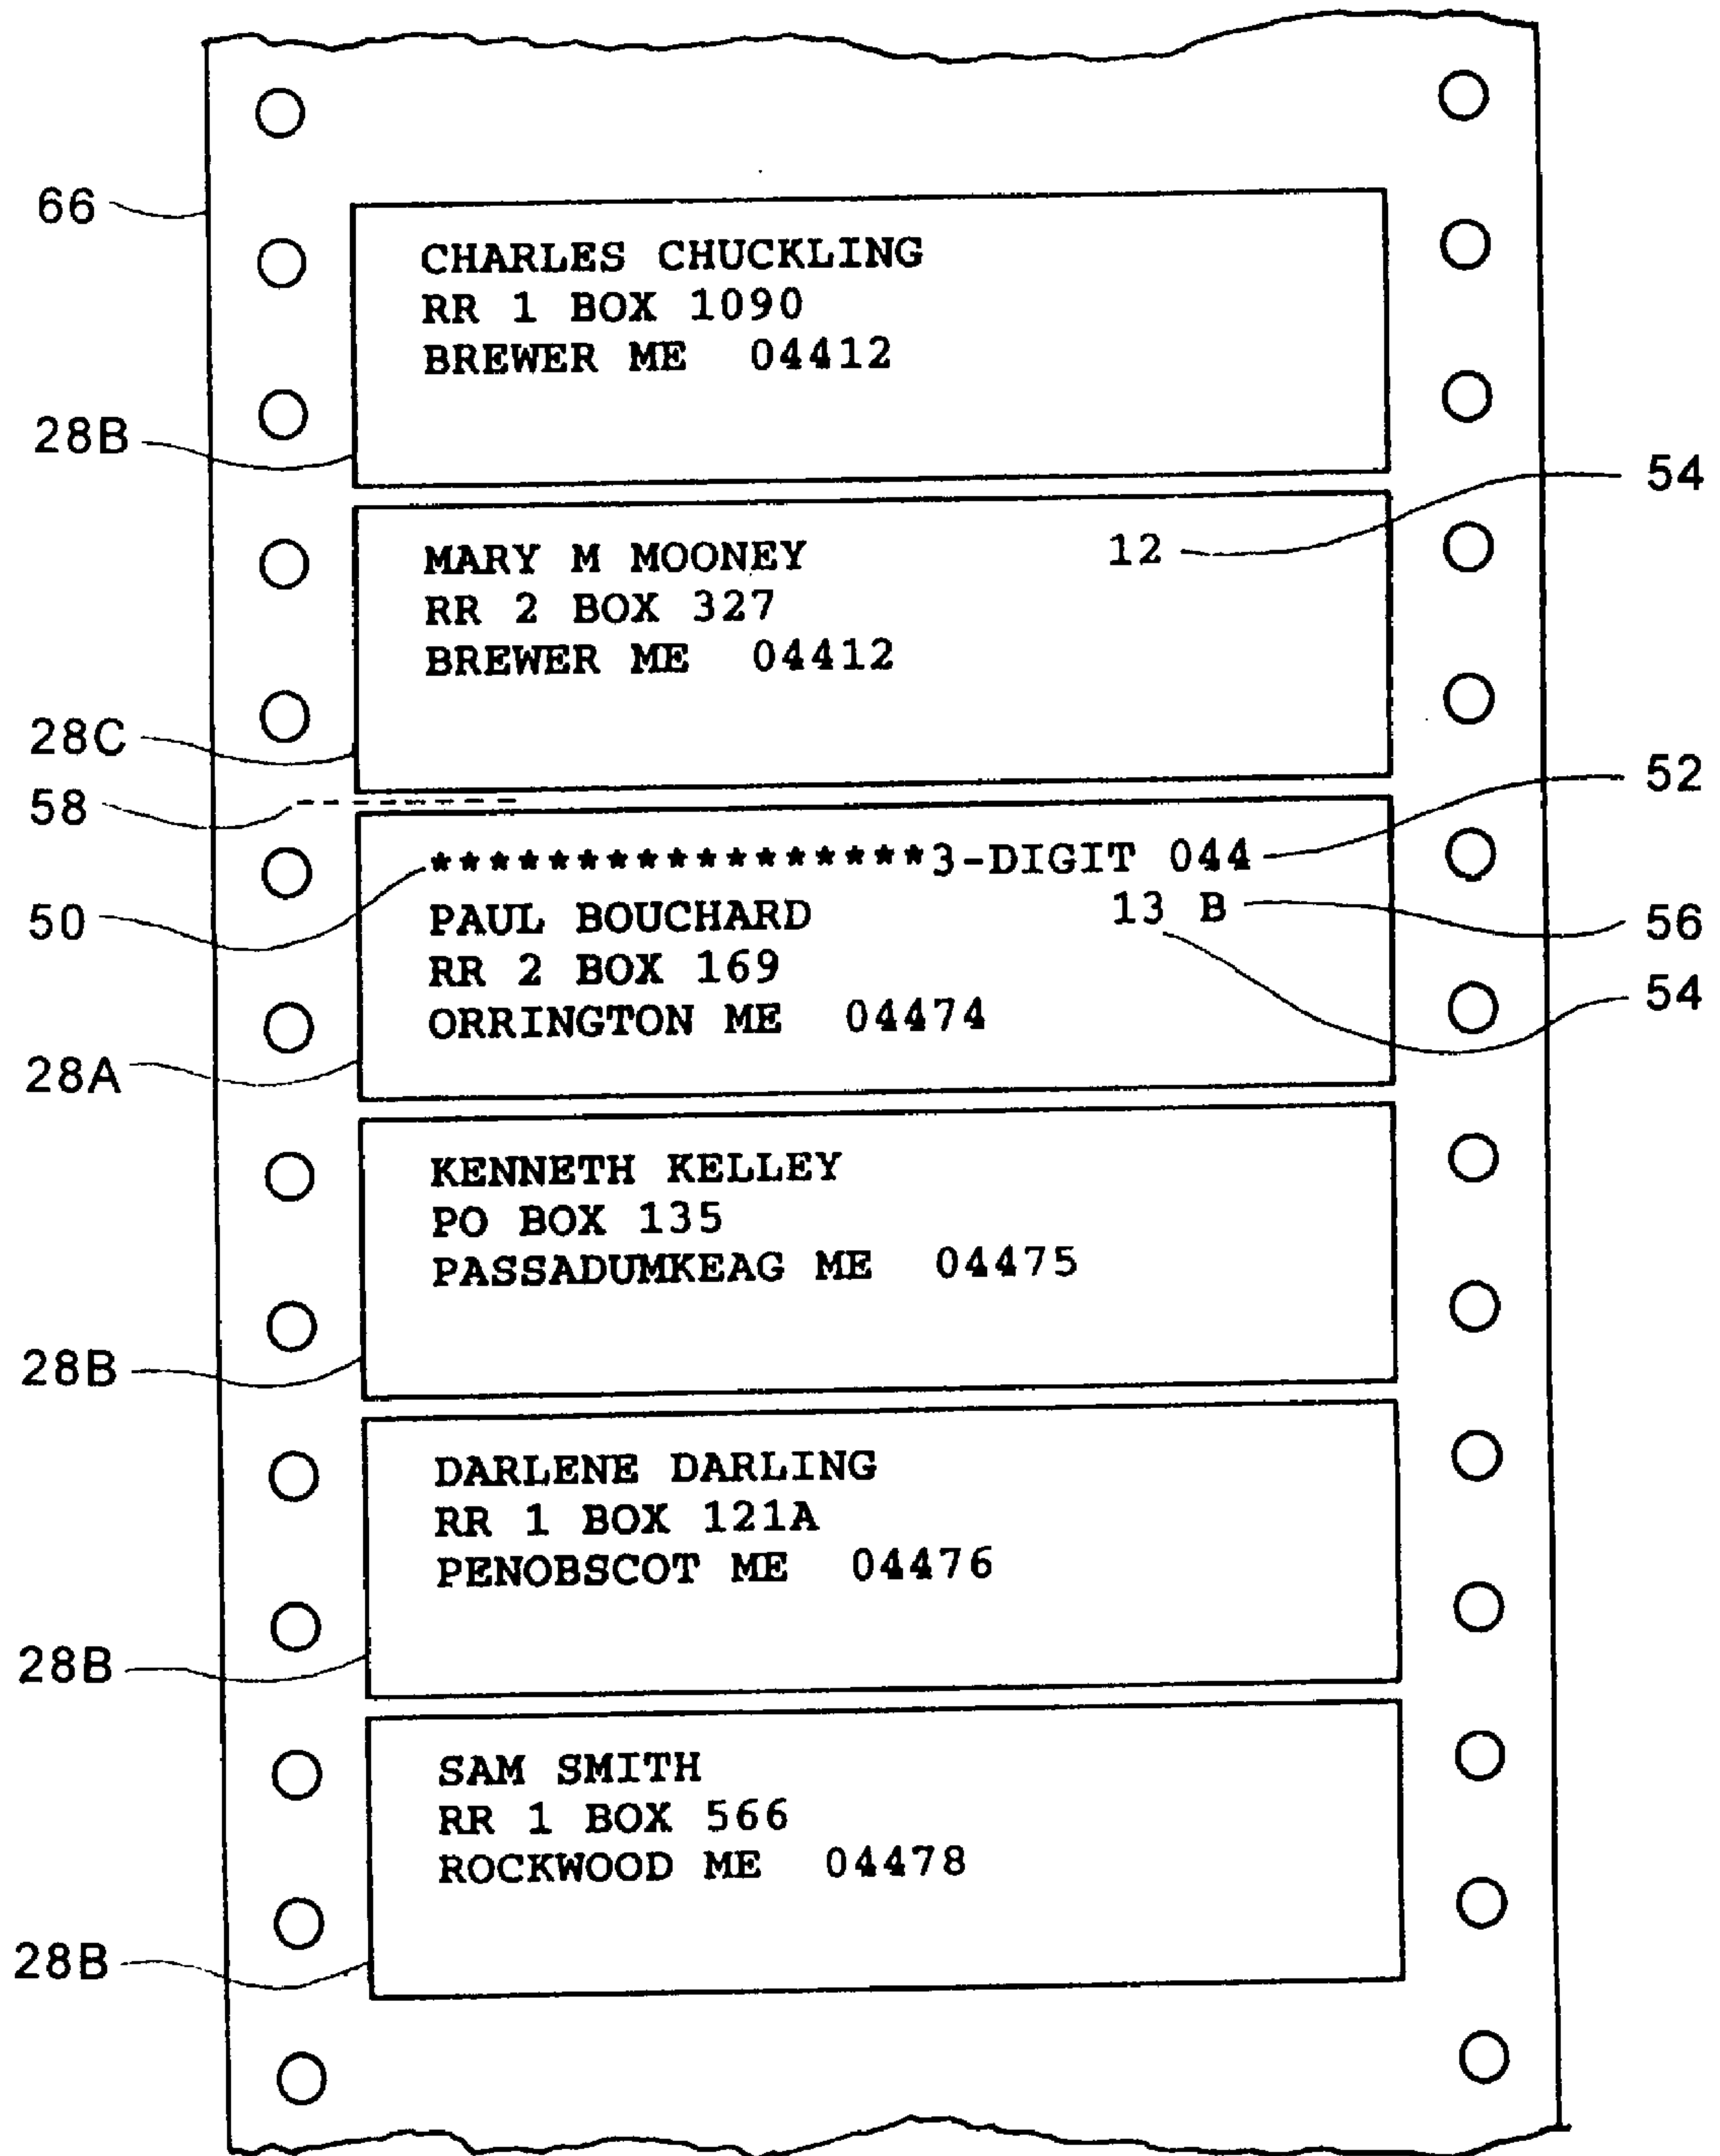 66
CHARLES CHUCKLING
RR 1 BOX 1090
BREWER ME 04412
28B
54
MARY M MOONEY 12
RR 2 BOX 327
BREWER ME 04412
28C
58
52
*****************3-DIGIT 044
50
PAUL BOUCHARD 13 B
56
RR 2 BOX 169
54
ORRINGTON ME 04474
28A
KENNETH KELLEY
PO BOX 135
PASSADUMKEAG ME 04475
28B
DARLENE DARLING
RR 1 BOX 121A
PENOBSCOT ME 04476
28B
SAM SMITH
RR 1 BOX 566
ROCKWOOD ME 04478
28B